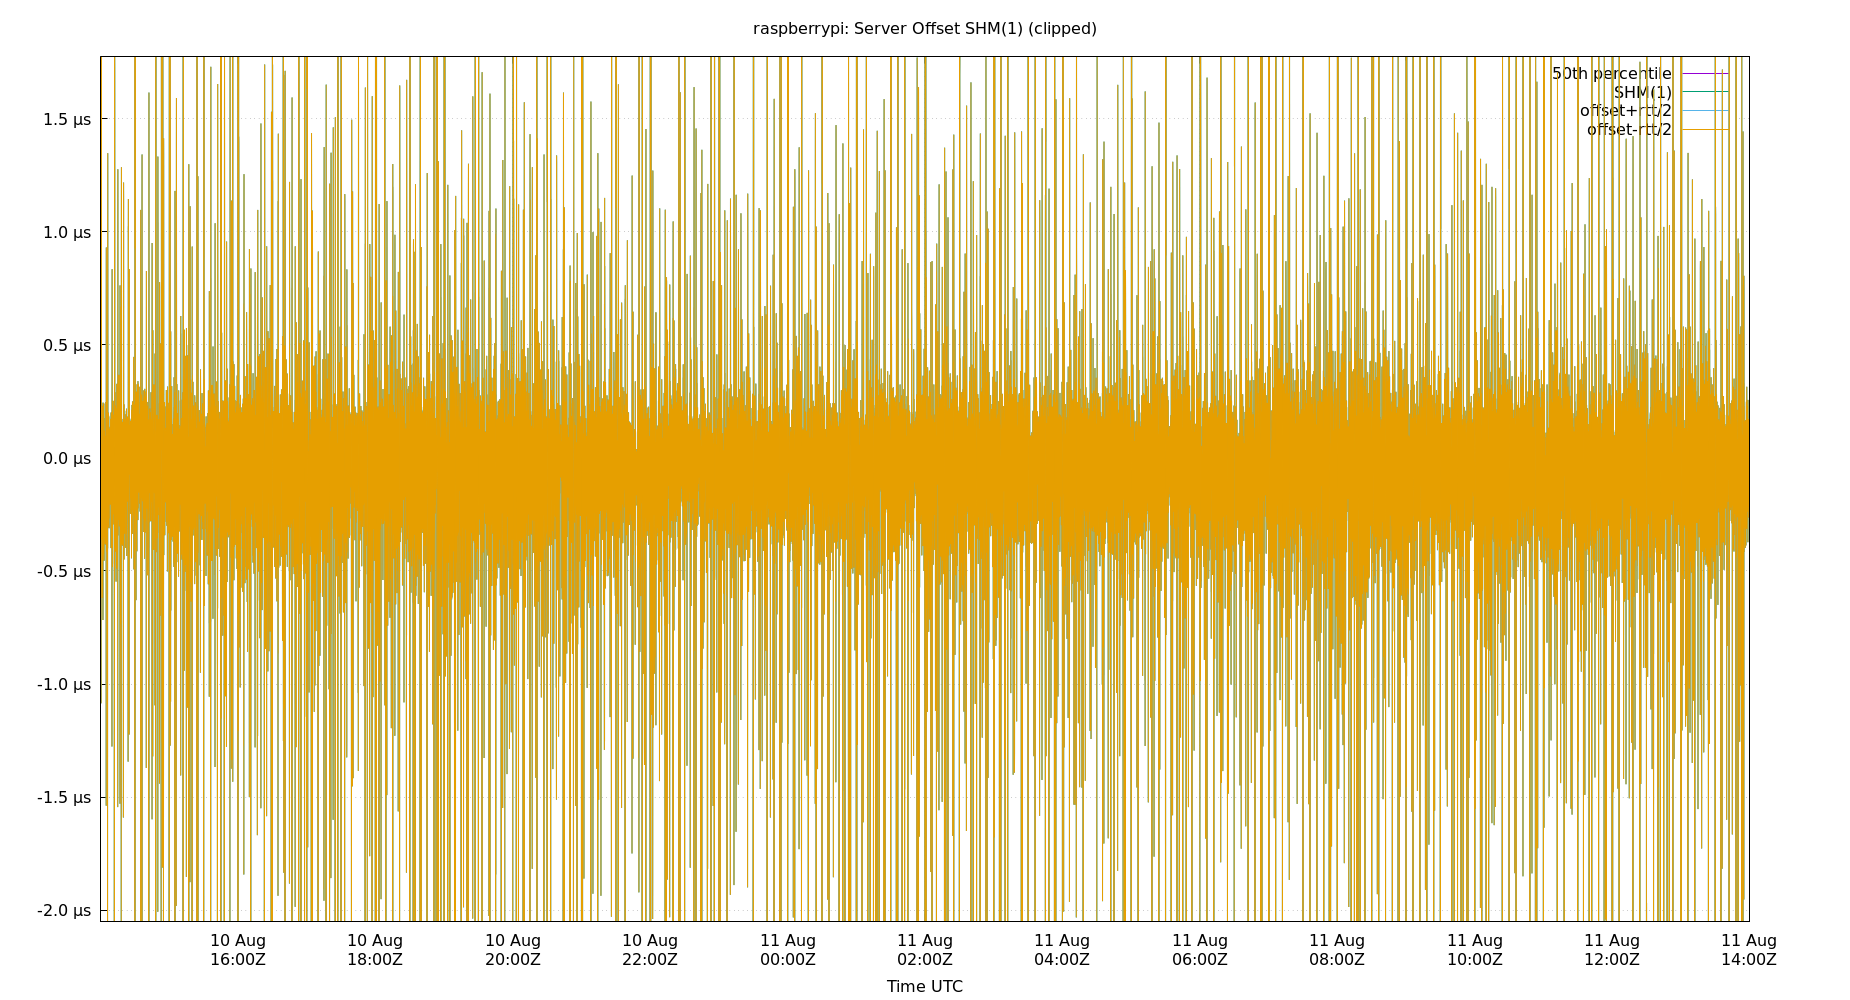 raspberrypi: Server Offset SHM(1) (clipped)
50th percentile
SHM(1)
offset+rtt/2
offset-rtt/2
1.5 µs
1.0 µs
0.5 µs
0.0 µs
-0.5 µs
-1.0 µs
-1.5 µs
-2.0 µs
10 Aug 10 Aug 10 Aug 10 Aug 11 Aug 11 Aug 11 Aug 11 Aug 11 Aug 11 Aug 11 Aug 11 Aug
16:00Z 18:00Z 20:00Z 22:00Z 00:00Z 02:00Z 04:00Z 06:00Z 08:00Z 10:00Z 12:00Z 14:00Z
Time UTC